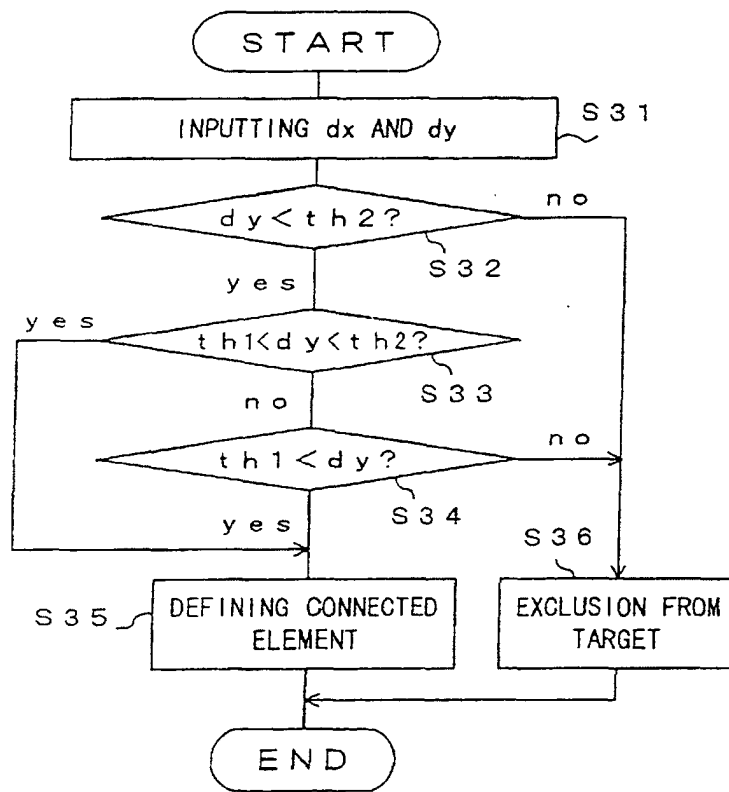 START
INPUTTING dx AND dy
S31
dy<th2?
no
S32
yes
yes
th1<dy<th2?
S33
no
th1<dy?
no
S34
yes
S36
S35
DEFINING CONNECTED
ELEMENT
EXCLUSION FROM
TARGET
END